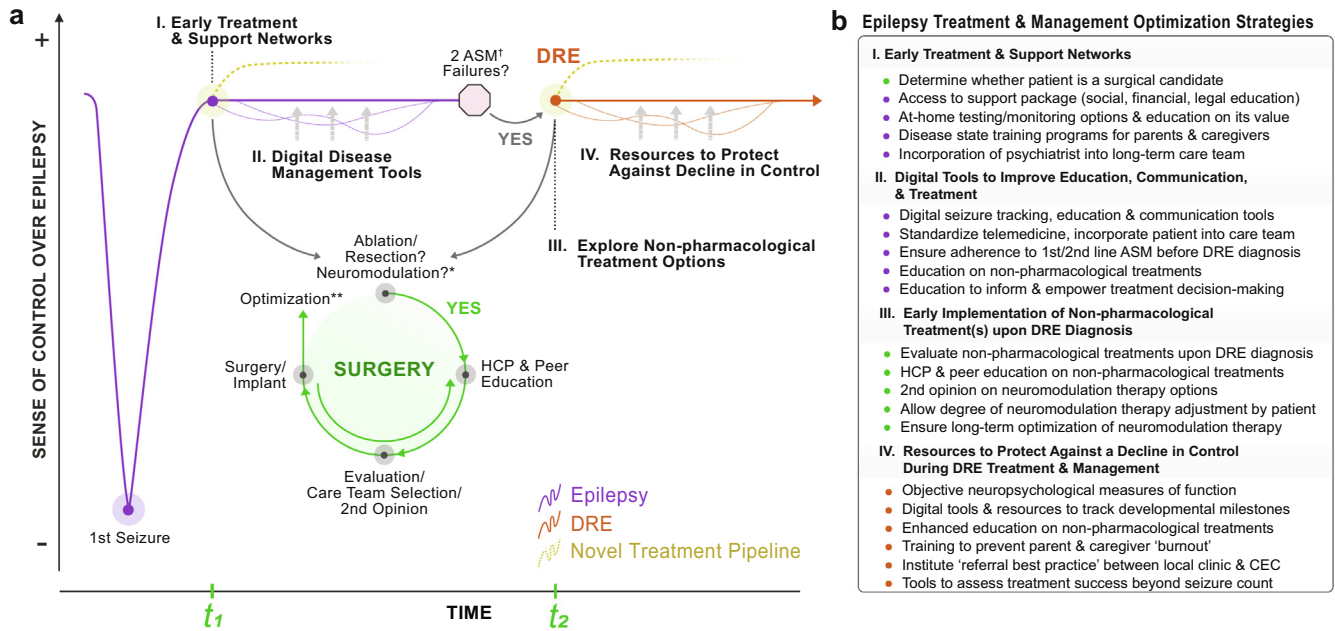 a
+
SENSE OF CONTROL OVER EPILEPSY
-
I. Early Treatment
& Support Networks
2 ASM†
Failures?
DRE
YES
II. Digital Disease
Management Tools
IV. Resources to Protect
Against Decline in Control
III. Explore Non-pharmacological
Treatment Options
Ablation/
Resection?
Neuromodulation?*
Optimization**
YES
Surgery/
Implant
SURGERY
HCP & Peer
Education
Evaluation/
Care Team Selection/
2nd Opinion
1st Seizure
Epilepsy
DRE
Novel Treatment Pipeline
t1
TIME
t2
b
Epilepsy Treatment & Management Optimization Strategies
I. Early Treatment & Support Networks
• Determine whether patient is a surgical candidate
• Access to support package (social, financial, legal education)
• At-home testing/monitoring options & education on its value
• Disease state training programs for parents & caregivers
• Incorporation of psychiatrist into long-term care team
II. Digital Tools to Improve Education, Communication,
& Treatment
• Digital seizure tracking, education & communication tools
• Standardize telemedicine, incorporate patient into care team
• Ensure adherence to 1st/2nd line ASM before DRE diagnosis
• Education on non-pharmacological treatments
• Education to inform & empower treatment decision-making
III. Early Implementation of Non-pharmacological
Treatment(s) upon DRE Diagnosis
• Evaluate non-pharmacological treatments upon DRE diagnosis
• HCP & peer education on non-pharmacological treatments
• 2nd opinion on neuromodulation therapy options
• Allow degree of neuromodulation therapy adjustment by patient
• Ensure long-term optimization of neuromodulation therapy
IV. Resources to Protect Against a Decline in Control
During DRE Treatment & Management
• Objective neuropsychological measures of function
• Digital tools & resources to track developmental milestones
• Enhanced education on non-pharmacological treatments
• Training to prevent parent & caregiver ‘burnout’
• Institute ‘referral best practice’ between local clinic & CEC
• Tools to assess treatment success beyond seizure count